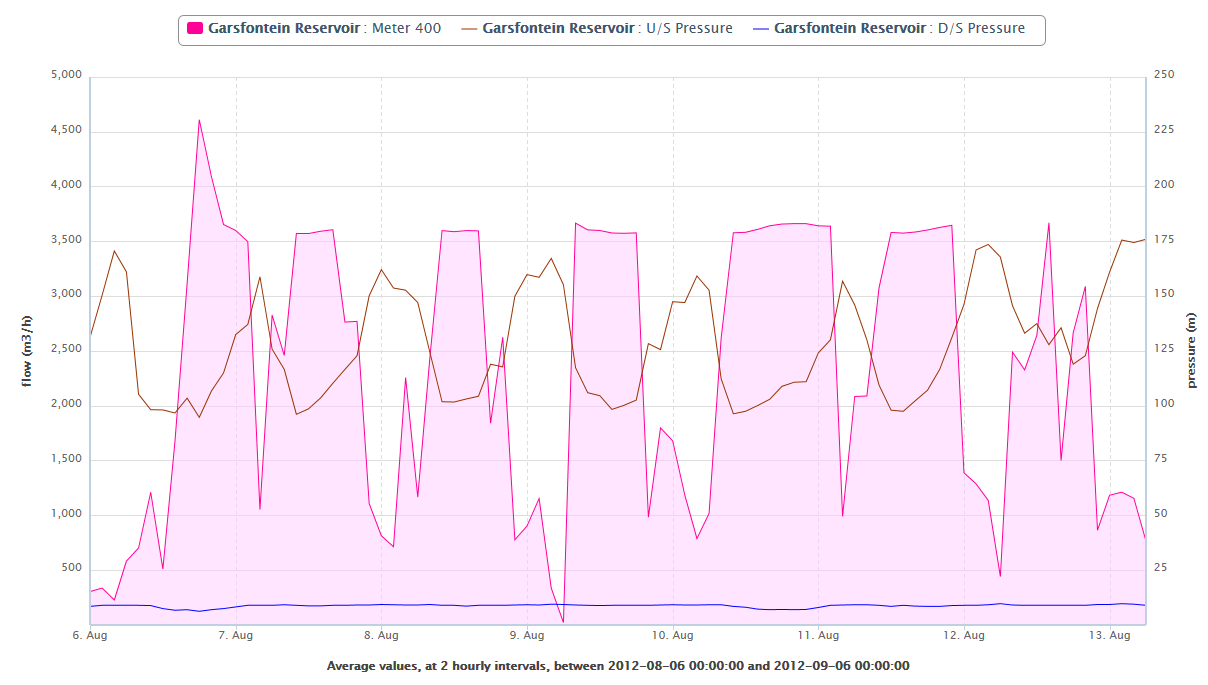 Garsfontein Reservoir : Meter 400 Garsfontein Reservoir : U/S Pressure Garsfontein Reservoir : D/S Pressure
5,000 250
4,500 225
4,000 200
3,500 175
3,000 150
2,500 125
2,000 100
1,500 75
1,000 50
500 25
flow (m3/h)
pressure (m)
6. Aug 7. Aug 8. Aug 9. Aug 10. Aug 11. Aug 12. Aug 13. Aug
Average values, at 2 hourly intervals, between 2012-08-06 00:00:00 and 2012-09-06 00:00:00